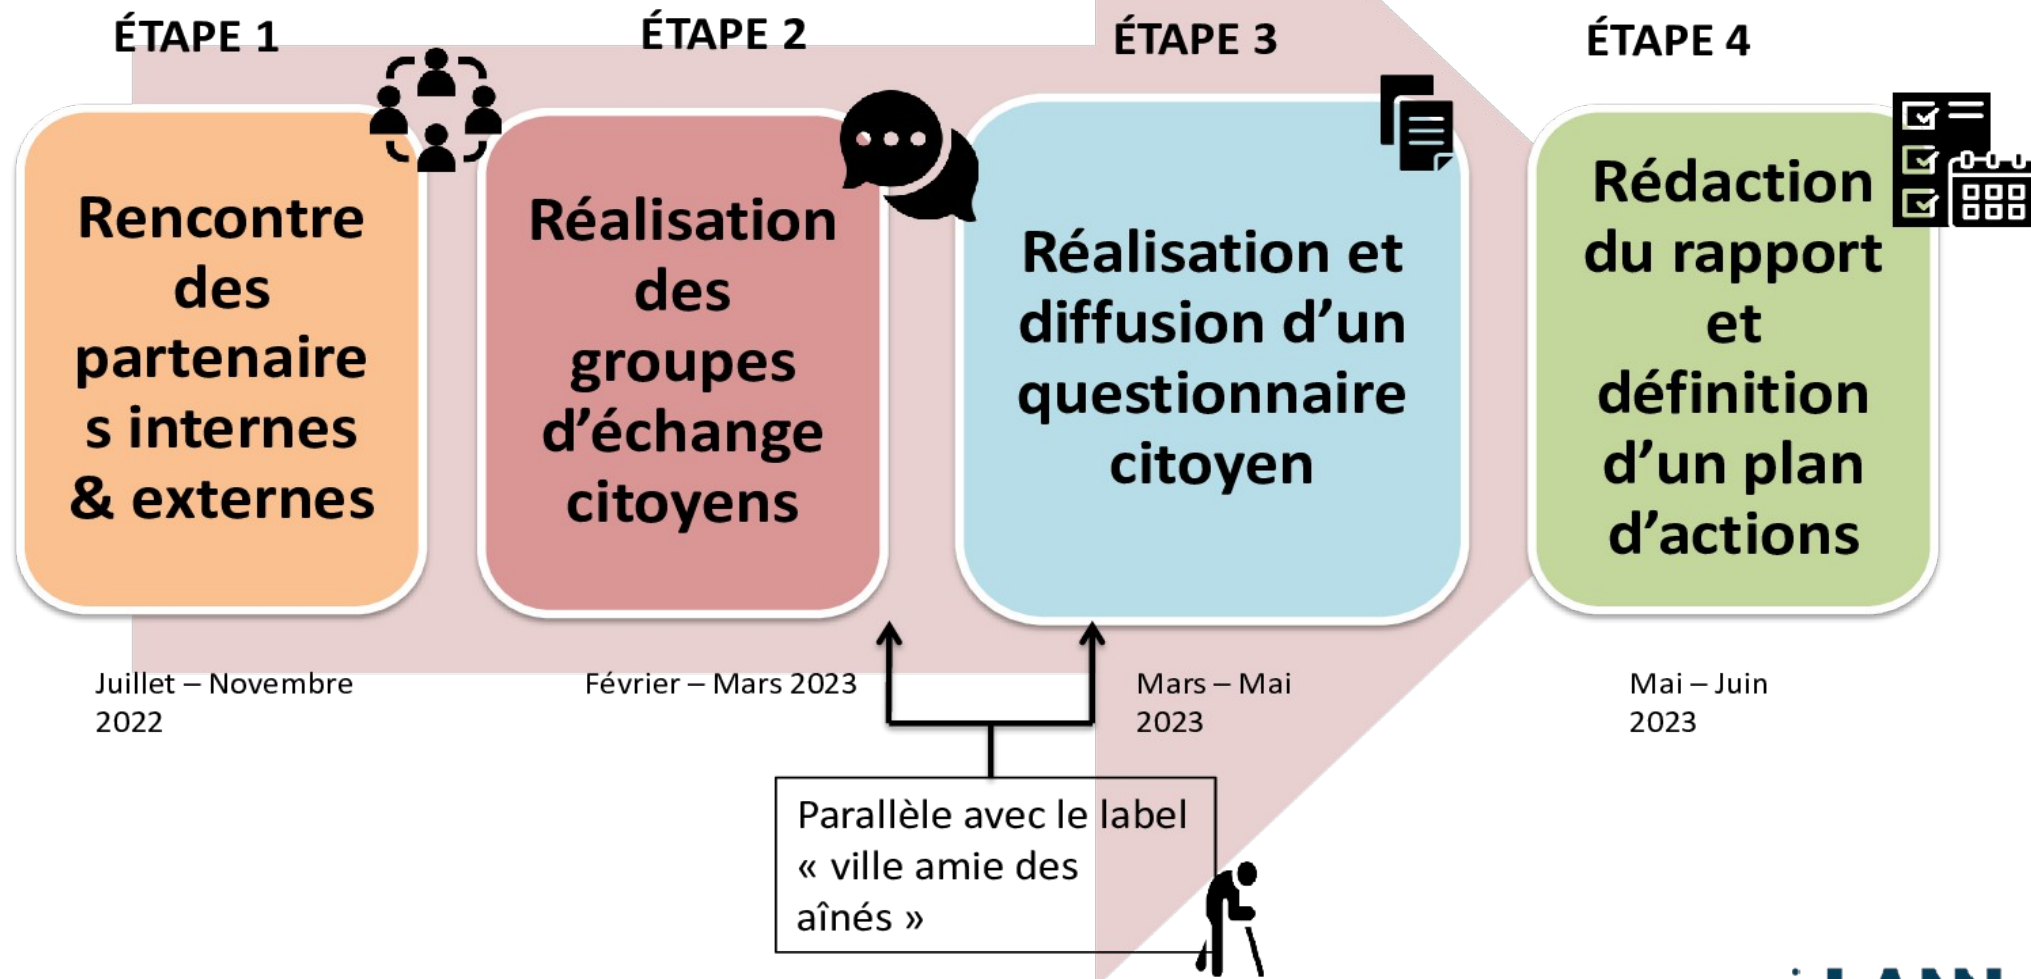 ÉTAPE 1
Rencontre
des
partenaire
s internes
& externes
Juillet – Novembre
2022
ÉTAPE 2
Réalisation
des
groupes
d’échange
citoyens
Février – Mars 2023
ÉTAPE 3
Réalisation et
diffusion d’un
questionnaire
citoyen
Mars – Mai
2023
ÉTAPE 4
Rédaction
du rapport
et
définition
d’un plan
d’actions
Mai – Juin
2023
Parallèle avec le label
« ville amie des
aînés »